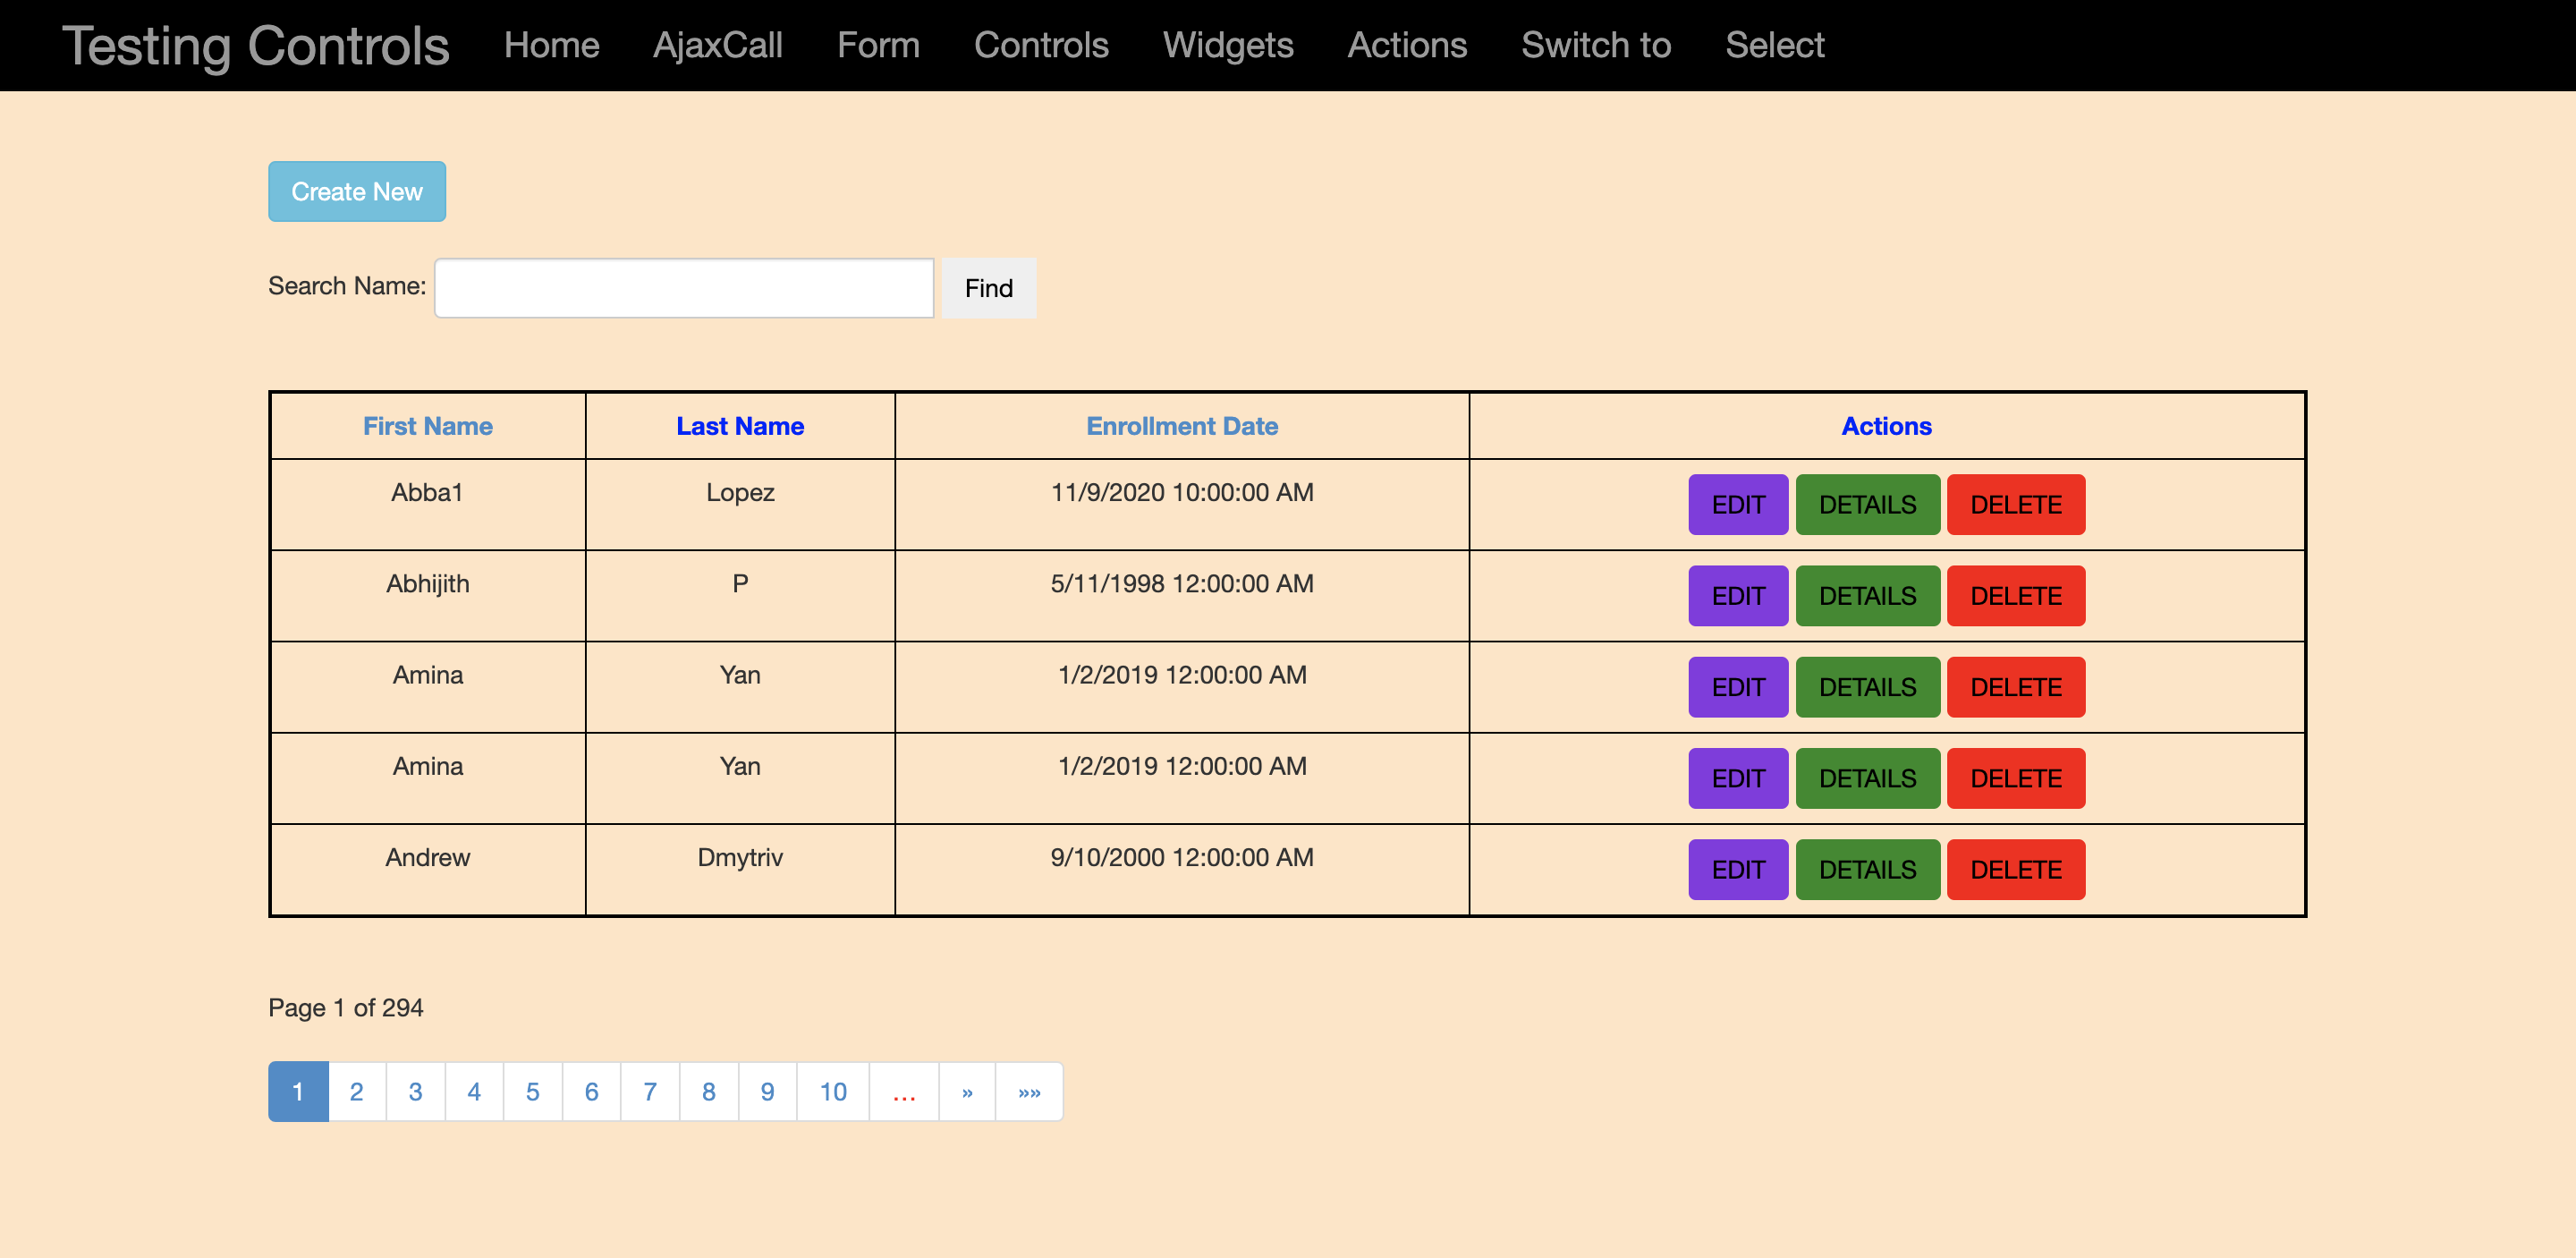 Testing Controls Home AjaxCall Form Controls Widgets Actions Switch to Select
Create New
Search Name: Find
First Name Last Name Enrollment Date Actions
Abba1 Lopez 11/9/2020 10:00:00 AM EDIT DETAILS DELETE
Abhijith P 5/11/1998 12:00:00 AM EDIT DETAILS DELETE
Amina Yan 1/2/2019 12:00:00 AM EDIT DETAILS DELETE
Amina Yan 1/2/2019 12:00:00 AM EDIT DETAILS DELETE
Andrew Dmytriv 9/10/2000 12:00:00 AM EDIT DETAILS DELETE
Page 1 of 294
1 2 3 4 5 6 7 8 9 10 ... » »»